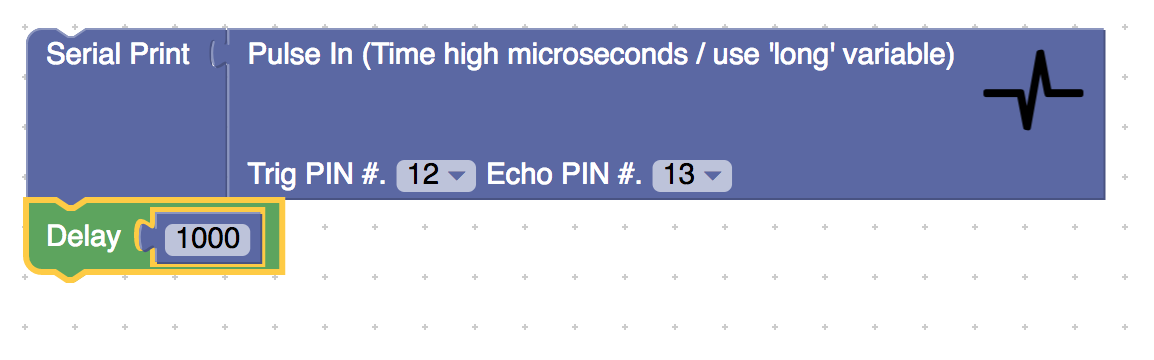 Serial Print Pulse In (Time high microseconds / use 'long' variable)
Trig PIN #. 12 Echo PIN #. 13
Delay 1000